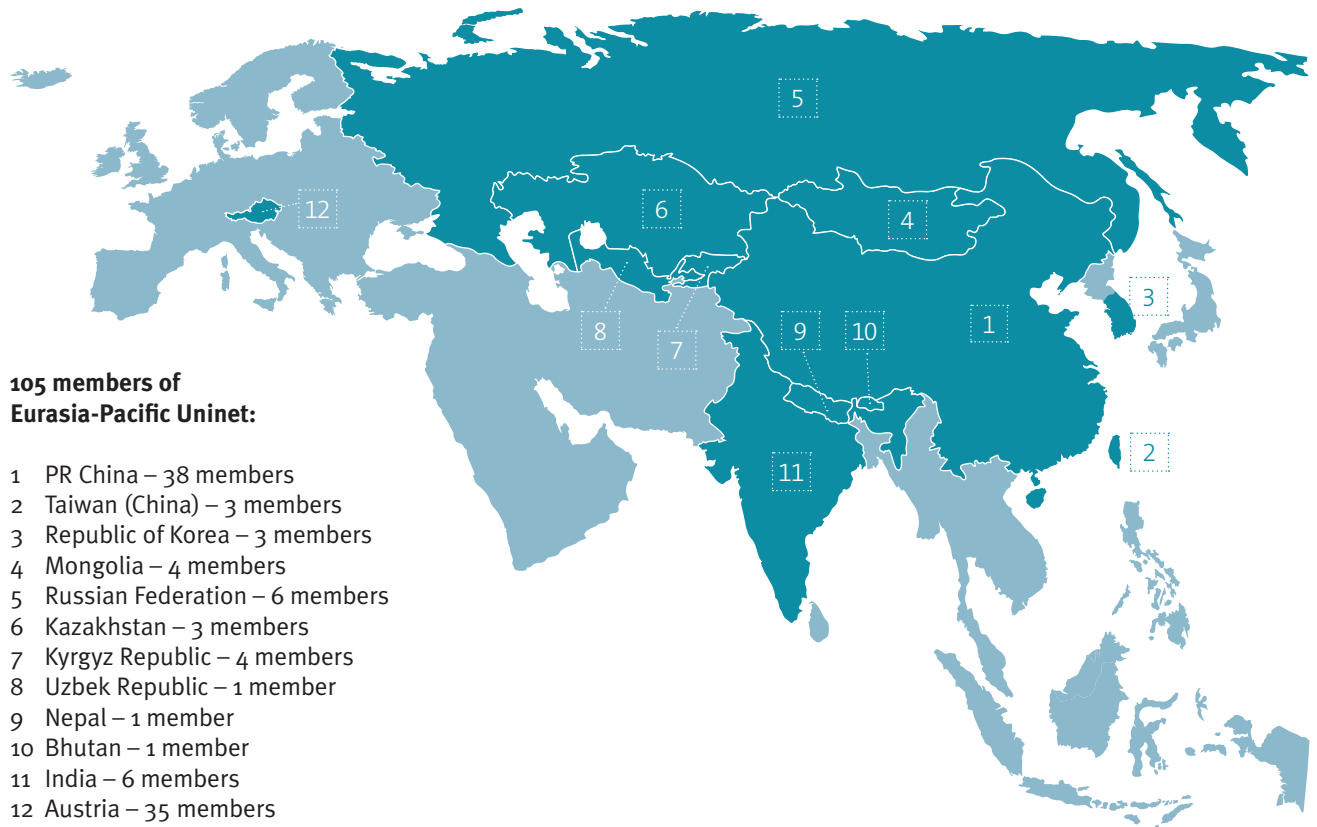 5
6
4
12
3
1
9
10
8
7
2
11
105 members of
Eurasia-Pacific Uninet:
1 PR China – 38 members
2 Taiwan (China) – 3 members
3 Republic of Korea – 3 members
4 Mongolia – 4 members
5 Russian Federation – 6 members
6 Kazakhstan – 3 members
7 Kyrgyz Republic – 4 members
8 Uzbek Republic – 1 member
9 Nepal – 1 member
10 Bhutan – 1 member
11 India – 6 members
12 Austria – 35 members